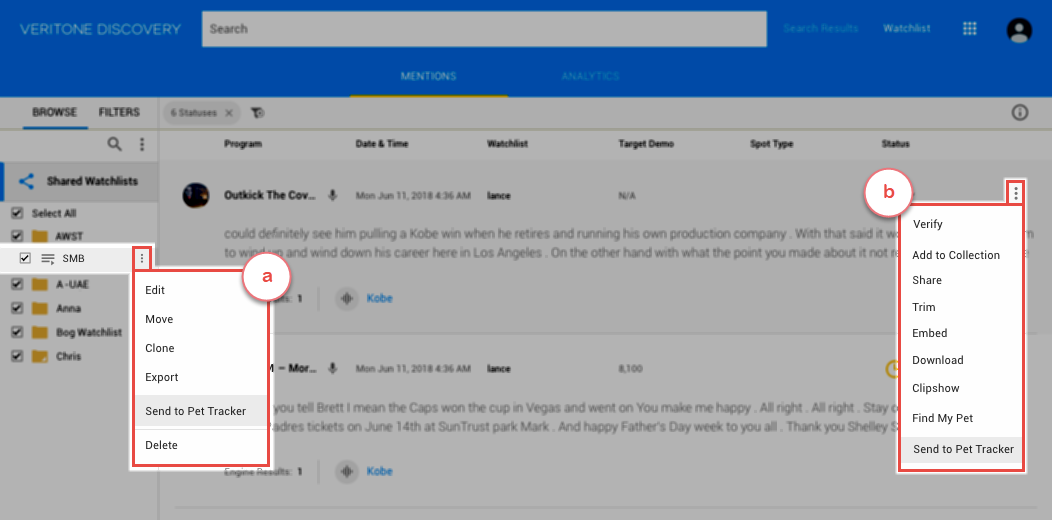 VERITONE DISCOVERY
Search
Search Results
Watchlist
MENTIONS
ANALYTICS
BROWSE
FILTERS
6 Statuses
Program
Date & Time
Watchlist
Target Demo
Spot Type
Status
Shared Watchlists
Select All
AWST
SMB
A-UAE
Anna
Bog Watchlist
Chris
a
Edit
Move
Clone
Export
Send to Pet Tracker
Delete
Outkick The Cov...
Mon Jun 11, 2018 4:36 AM
lance
N/A
could definitely see him pulling a Kobe win when he retires and running his own production company . With that said it wo
to wind up and wind down his career here in Los Angeles . On the other hand with what the point you made about it not re
1
Kobe
M – Mor...
Mon Jun 11, 2018 4:36 AM
lance
8,100
you tell Brett I mean the Caps won the cup in Vegas and went on You make me happy . All right . All right . Stay
Padres tickets on June 14th at SunTrust park Mark . And happy Father's Day week to you all . Thank you Shelley
Engine Results: 1
Kobe
b
Verify
Add to Collection
Share
Trim
Embed
Download
Clipshow
Find My Pet
Send to Pet Tracker